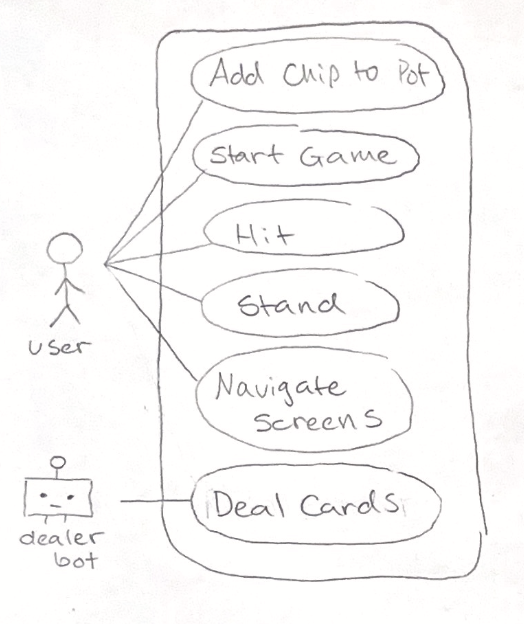 Add Chip to Pot
Start Game
Hit
Stand
user
Navigate
Screens
Deal Cards
dealer
bot